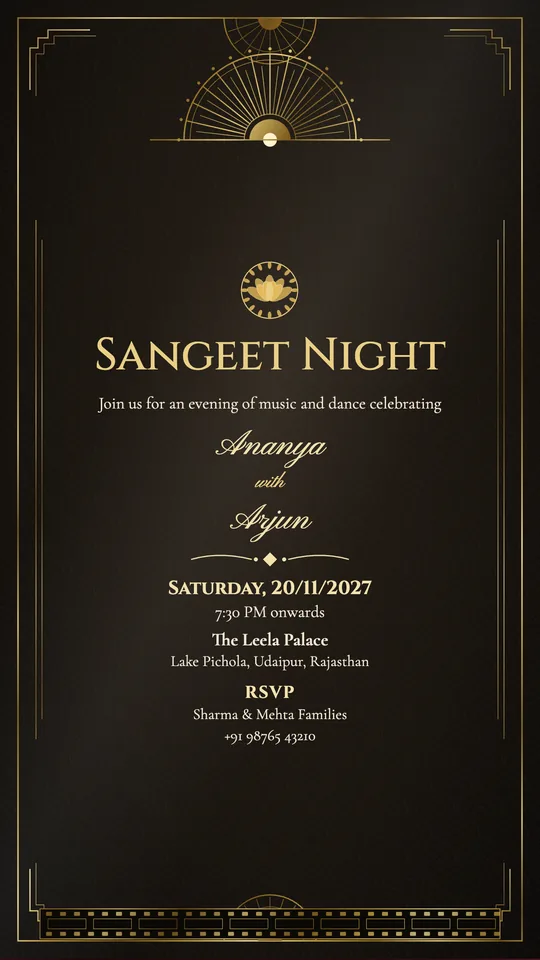 Sangeet Night
Join us for an evening of music and dance celebrating
Ananya
with
Arjun
Saturday, 20/11/2027
7:30 PM onwards
The Leela Palace
Lake Pichola, Udaipur, Rajasthan
RSVP
Sharma & Mehta Families
+91 98765 43210